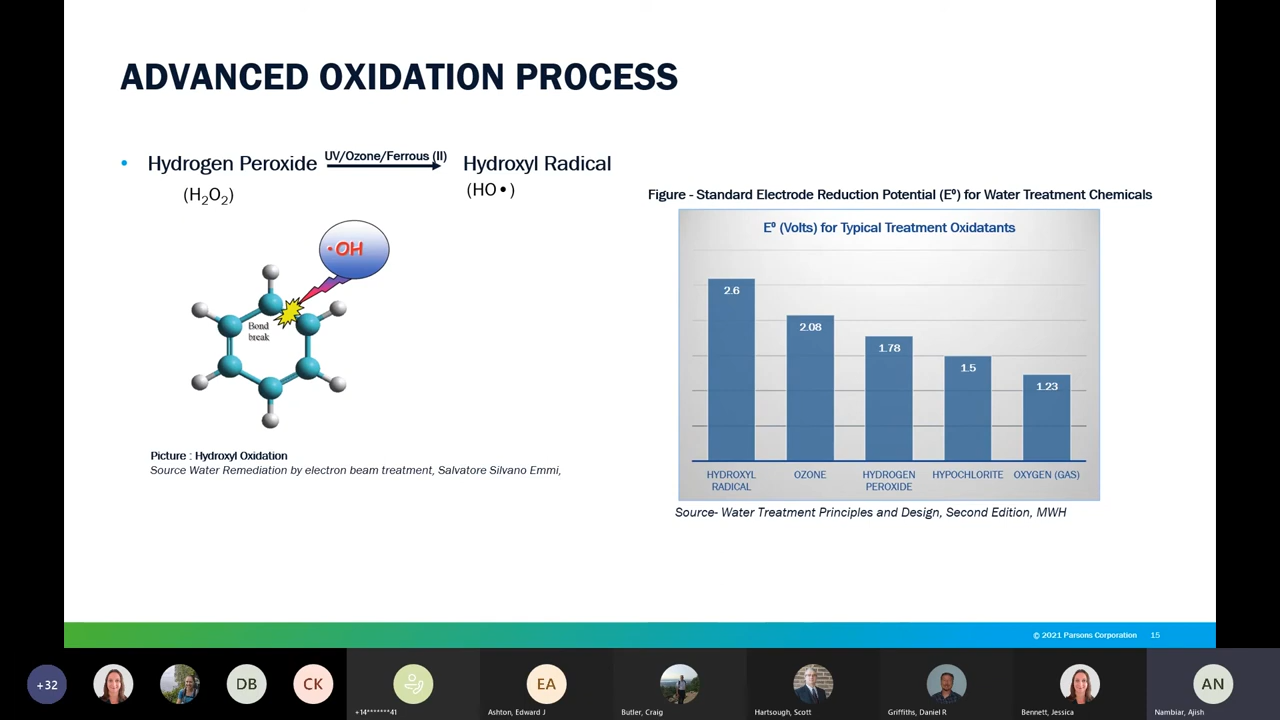 ADVANCED OXIDATION PROCESS
• Hydrogen Peroxide UV/Ozone/Ferrous (II) Hydroxyl Radical
(H2O2) (HO•)
•OH
Bond
break
Picture : Hydroxyl Oxidation
Source Water Remediation by electron beam treatment, Salvatore Silvano Emmi,
Figure - Standard Electrode Reduction Potential (E⁰) for Water Treatment Chemicals
E⁰ (Volts) for Typical Treatment Oxidatants
2.6
2.08
1.78
1.5
1.23
HYDROXYL
RADICAL
OZONE
HYDROGEN
PEROXIDE
HYPOCHLORITE
OXYGEN (GAS)
Source- Water Treatment Principles and Design, Second Edition, MWH
© 2021 Parsons Corporation 15
+32
DB
CK
+14*******41
EA
Ashton, Edward J
Butler, Craig
Hartsough, Scott
Griffiths, Daniel R
Bennett, Jessica
AN
Nambiar, Ajish